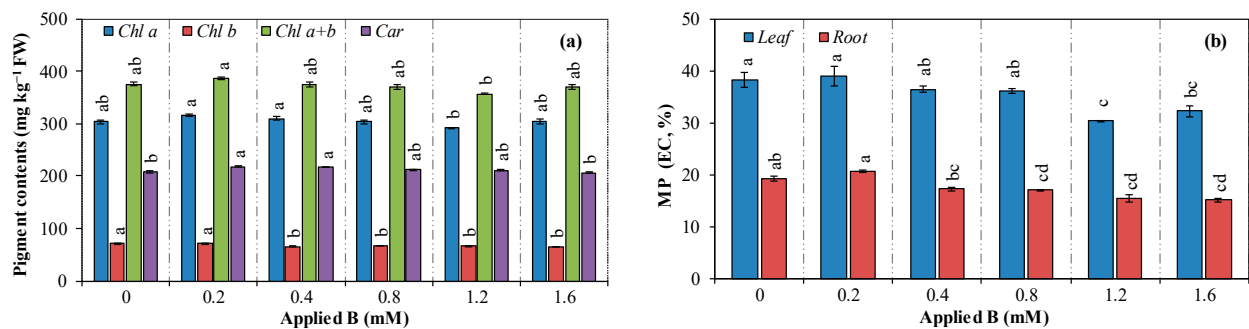 500
400
300
200
100
0
Pigment contents (mg kg⁻¹ FW)
Chl a Chl b Chl a+b Car
(a)
ab a ab b
ab a a a
a b ab a
ab b ab ab
b b b ab
ab b ab b
0 0.2 0.4 0.8 1.2 1.6
Applied B (mM)
50
40
30
20
10
0
MP (EC, %)
Leaf Root
(b)
a ab
a a
ab bc
ab cd
c cd
bc cd
0 0.2 0.4 0.8 1.2 1.6
Applied B (mM)